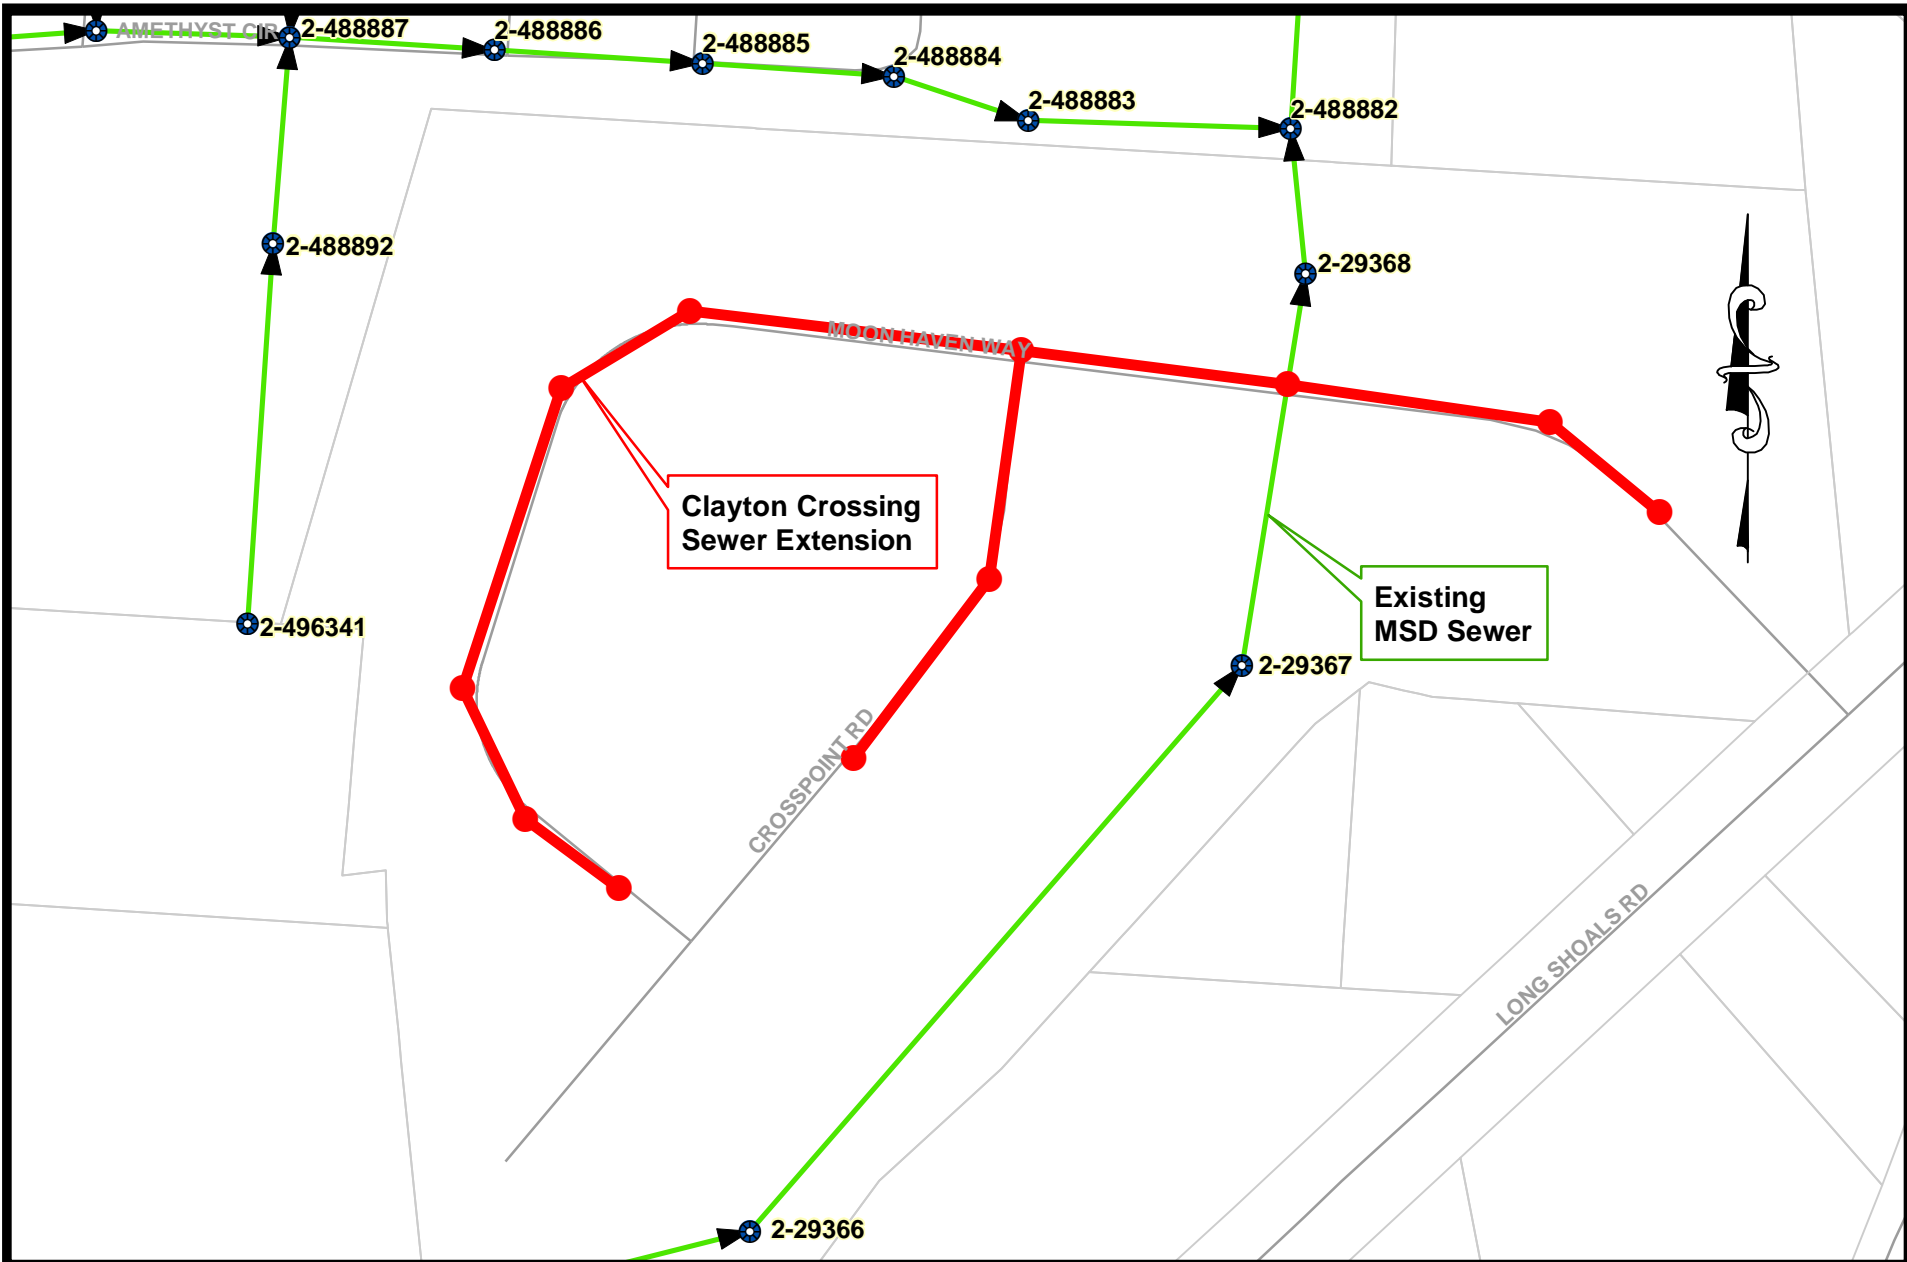 AMETHYST CIR
2-488887
2-488886
2-488885
2-488884
2-488883
2-488882
2-488892
2-29368
MOON HAVEN WAY
Clayton Crossing
Sewer Extension
Existing
MSD Sewer
2-496341
2-29367
CROSSPOINT RD
LONG SHOALS RD
2-29366